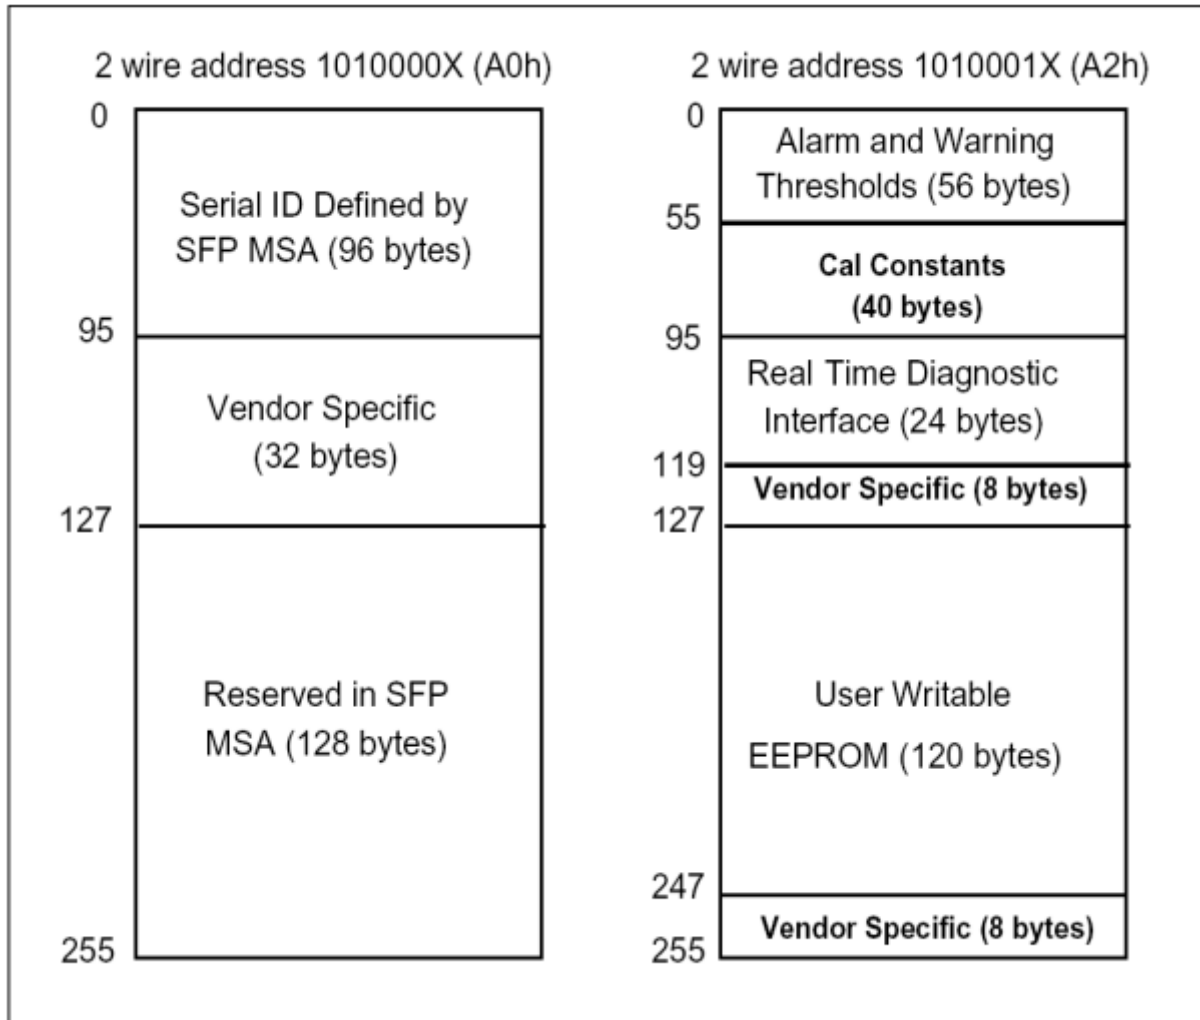 2 wire address 1010000X (A0h)
0
Serial ID Defined by
SFP MSA (96 bytes)
95
Vendor Specific
(32 bytes)
127
Reserved in SFP
MSA (128 bytes)
255
2 wire address 1010001X (A2h)
0
Alarm and Warning
Thresholds (56 bytes)
55
Cal Constants
(40 bytes)
95
Real Time Diagnostic
Interface (24 bytes)
119
Vendor Specific (8 bytes)
127
User Writable
EEPROM (120 bytes)
247
Vendor Specific (8 bytes)
255